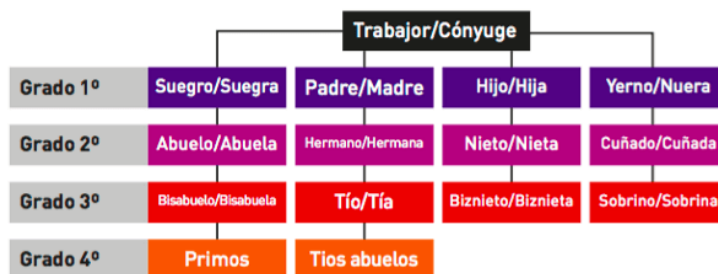 Trabajor/Cónyuge
Grado 1º Suegro/Suegra Padre/Madre Hijo/Hija Yerno/Nuera
Grado 2º Abuelo/Abuela Hermano/Hermana Nieto/Nieta Cuñado/Cuñada
Grado 3º Bisabuelo/Bisabuela Tío/Tía Biznieto/Biznieta Sobrino/Sobrina
Grado 4º Primos Tios abuelos